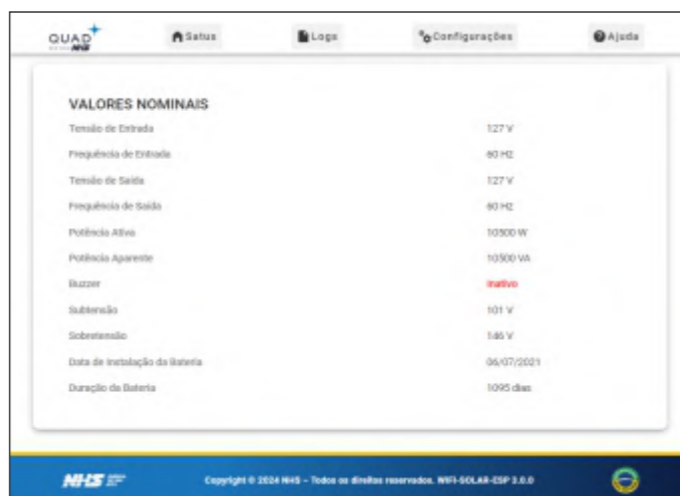 QUAD
NHS
Satus
Logs
Configurações
Ajuda
VALORES NOMINAIS
Tensão de Entrada 127 V
Frequência de Entrada 60 HZ
Tensão de Saída 127 V
Frequência de Saída 60 HZ
Potência Ativa 10500 W
Potência Aparente 10500 VA
Buzzer Inativo
Subtensão 101 V
Sobretensão 146 V
Data de Instalação da Bateria 06/07/2021
Duração da Bateria 1095 dias
NHS
Copyright © 2024 NHS – Todos os direitos reservados. WIFI-SOLAR-ESP 3.0.0